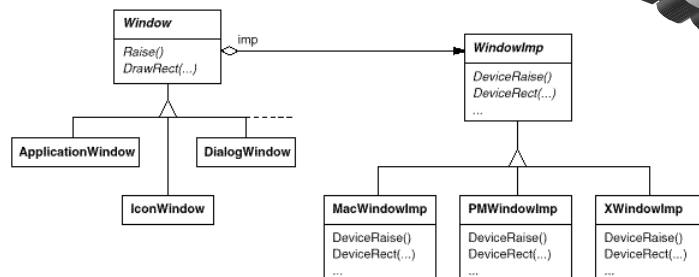 Window
Raise()
DrawRect(...)
imp
WindowImp
DeviceRaise()
DeviceRect(...)
...
ApplicationWindow
DialogWindow
IconWindow
MacWindowImp
DeviceRaise()
DeviceRect(...)
...
PMWindowImp
DeviceRaise()
DeviceRect(...)
...
XWindowImp
DeviceRaise()
DeviceRect(...)
...